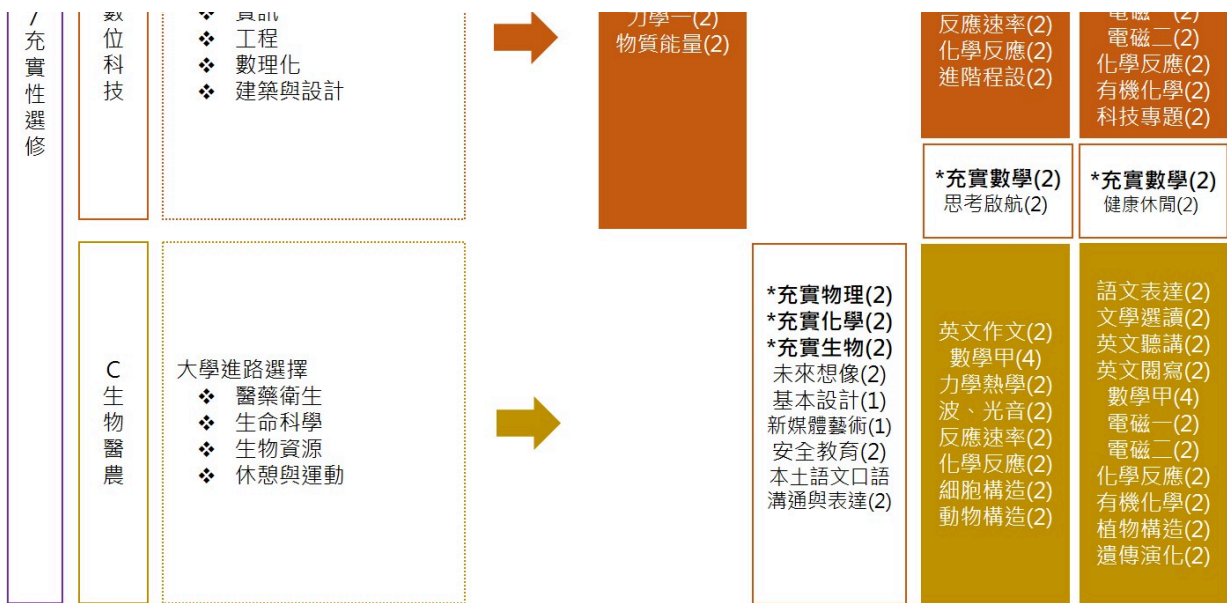 /
充
實
性
選
修
數
位
科
技
❖ 資訊
❖ 工程
❖ 數理化
❖ 建築與設計
力學一(2)
物質能量(2)
反應速率(2)
化學反應(2)
進階程設(2)
電磁一(2)
電磁二(2)
化學反應(2)
有機化學(2)
科技專題(2)
*充實數學(2)
思考啟航(2)
*充實數學(2)
健康休閒(2)
C
生
物
醫
農
大學進路選擇
❖ 醫藥衛生
❖ 生命科學
❖ 生物資源
❖ 休憩與運動
*充實物理(2)
*充實化學(2)
*充實生物(2)
未來想像(2)
基本設計(1)
新媒體藝術(1)
安全教育(2)
本土語文口語
溝通與表達(2)
英文作文(2)
數學甲(4)
力學熱學(2)
波、光音(2)
反應速率(2)
化學反應(2)
細胞構造(2)
動物構造(2)
語文表達(2)
文學選讀(2)
英文聽講(2)
英文閱寫(2)
數學甲(4)
電磁一(2)
電磁二(2)
化學反應(2)
有機化學(2)
植物構造(2)
遺傳演化(2)